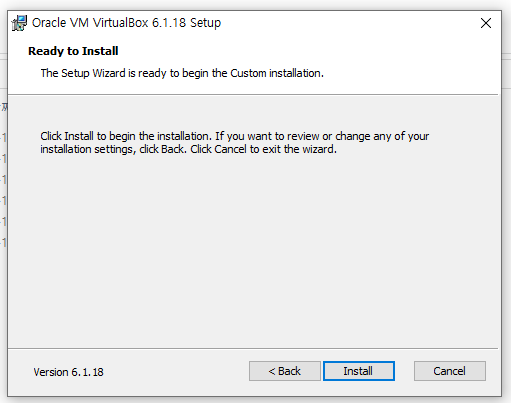 Oracle VM VirtualBox 6.1.18 Setup
Ready to Install
The Setup Wizard is ready to begin the Custom installation.
Click Install to begin the installation. If you want to review or change any of your
installation settings, click Back. Click Cancel to exit the wizard.
Version 6.1.18
< Back
Install
Cancel